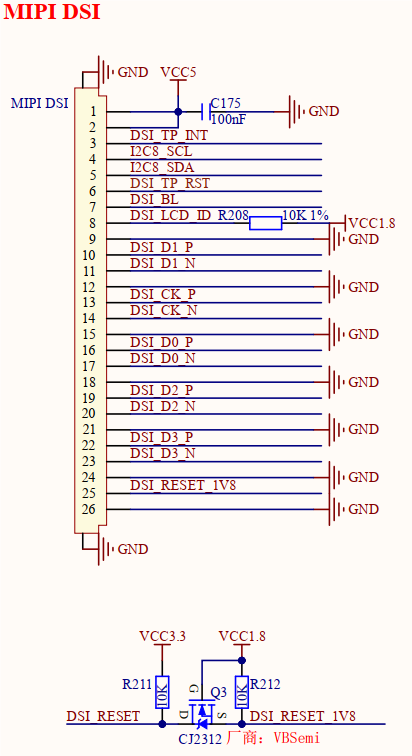 MIPI DSI
GND
VCC5
MIPI DSI
C175
100nF
GND
1
2
3 DSI_TP_INT
4 I2C8_SCL
5 I2C8_SDA
6 DSI_TP_RST
7 DSI_BL
8 DSI_LCD_ID R208 10K 1% VCC1.8
9 GND
10 DSI_D1_P
11 DSI_D1_N
12 GND
13 DSI_CK_P
14 DSI_CK_N
15 GND
16 DSI_D0_P
17 DSI_D0_N
18 GND
19 DSI_D2_P
20 DSI_D2_N
21 GND
22 DSI_D3_P
23 DSI_D3_N
24 GND
25 DSI_RESET_1V8
26 GND
GND
VCC3.3 VCC1.8
R211 10K G Q3 10K R212
D S
DSI_RESET DSI_RESET_1V8
CJ2312 厂商：VBSemi